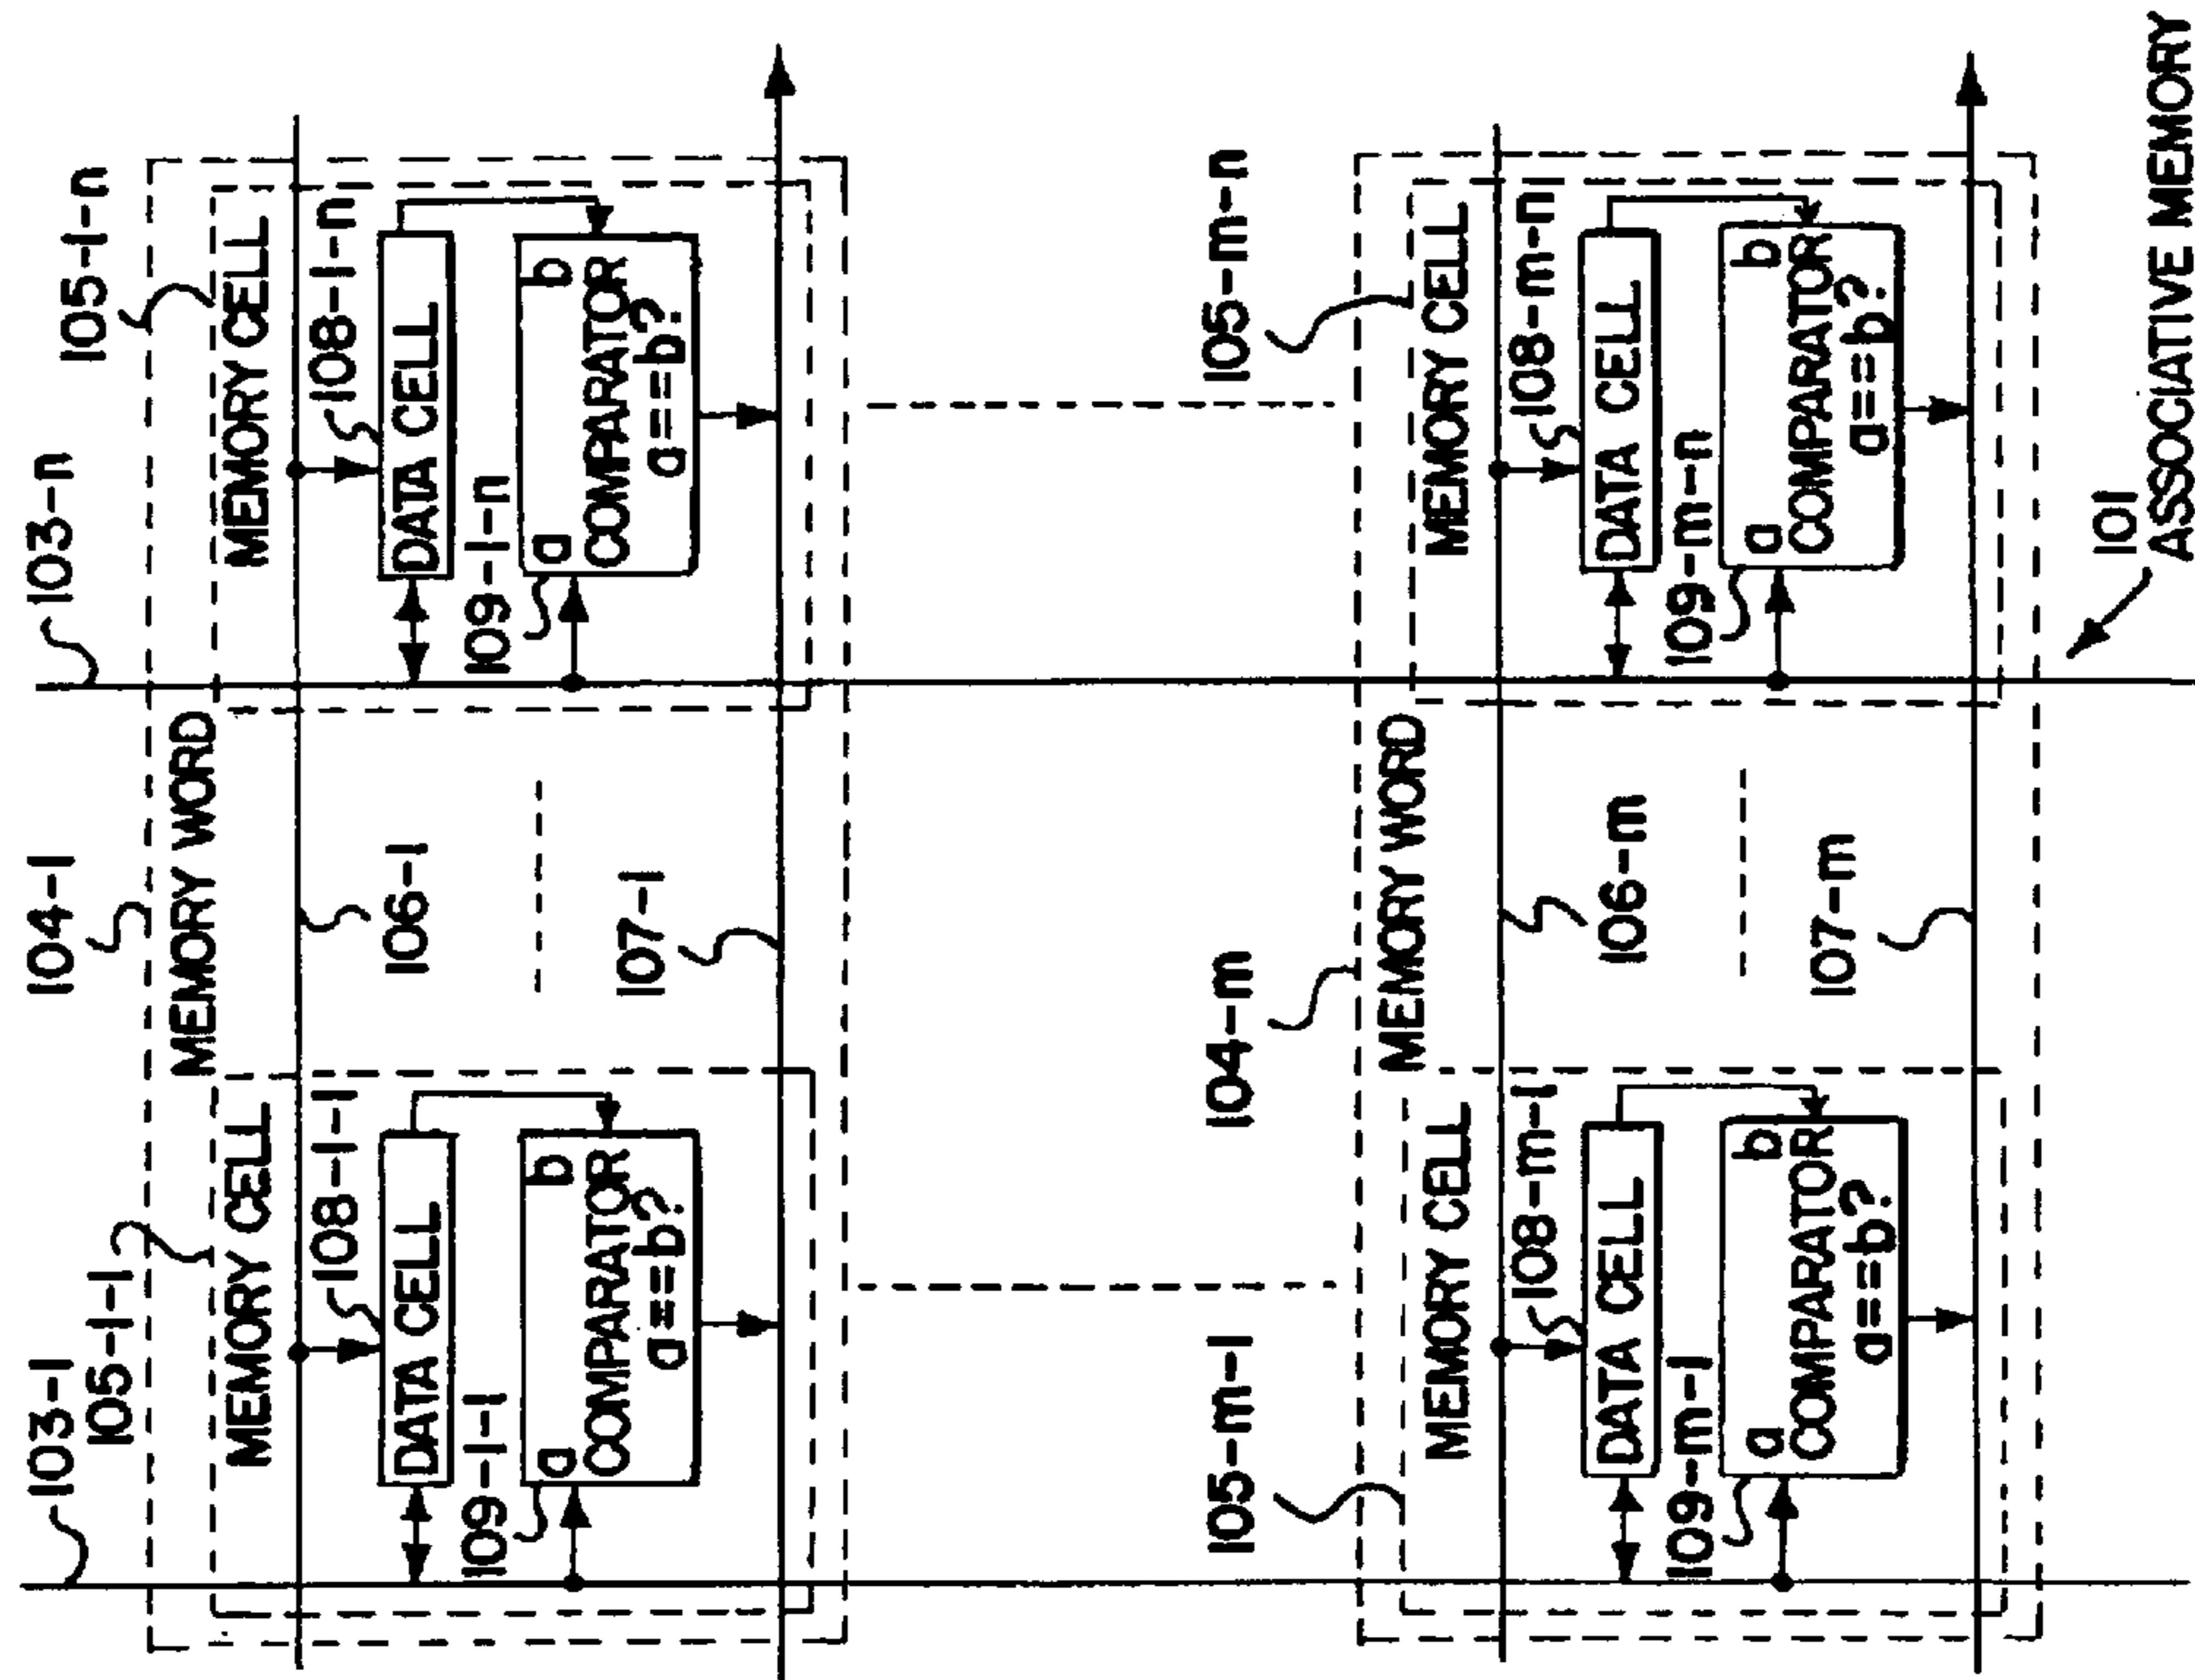 103-1
104-1
103-n
105-1-1
105-1-n
MEMORY WORD
MEMORY CELL
MEMORY CELL
108-1-1
108-1-n
DATA CELL
106-1
DATA CELL
109-1-1
109-1-n
a b
a b
COMPARATOR
COMPARATOR
107-1
a==b?
a==b?
105-m-1
104-m
105-m-n
MEMORY WORD
MEMORY CELL
MEMORY CELL
108-m-1
108-m-n
DATA CELL
106-m
DATA CELL
109-m-1
109-m-n
a b
a b
COMPARATOR
COMPARATOR
107-m
a==b?
a==b?
101
ASSOCIATIVE MEMORY